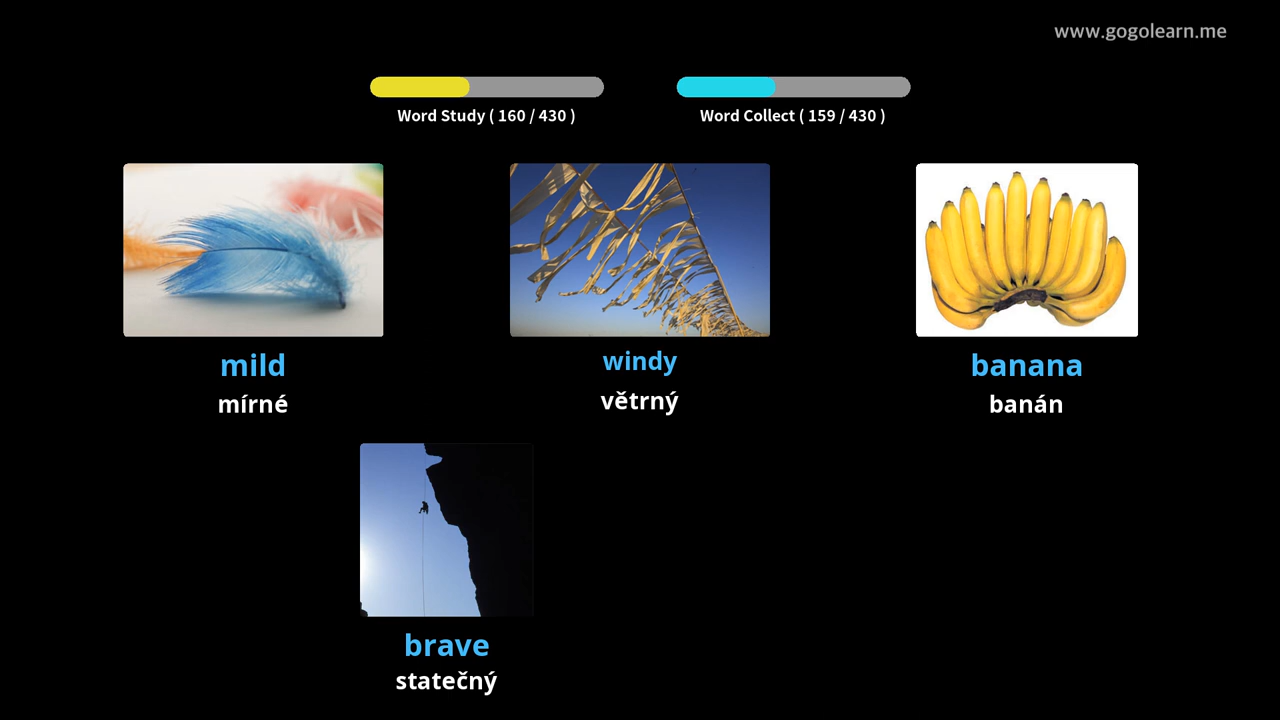 www.gogolearn.me
Word Study ( 160 / 430 )
Word Collect ( 159 / 430 )
mild
mírné
windy
větrný
banana
banán
brave
statečný